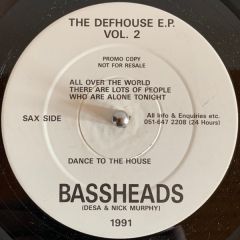 THE DEFHOUSE E.P.
VOL. 2
PROMO COPY
NOT FOR RESALE
ALL OVER THE WORLD
THERE ARE LOTS OF PEOPLE
WHO ARE ALONE TONIGHT
SAX SIDE
All Info & Enquiries etc.
051-647 2208 (24 Hours)
DANCE TO THE HOUSE
BASSHEADS
(DESA & NICK MURPHY)
1991